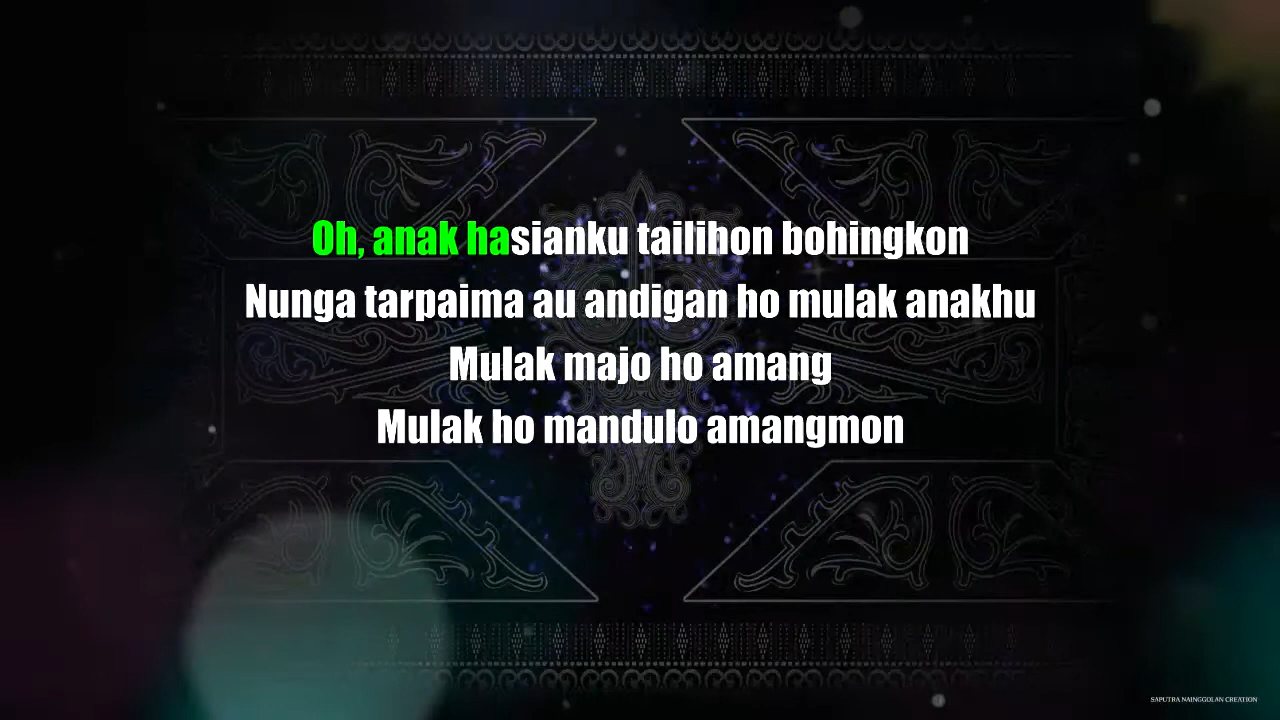 Oh, anak hasianku tailihon bohingkon
Nunga tarpaima au andigan ho mulak anakhu
Mulak majo ho amang
Mulak ho mandulo amangmon
SAPUTRA NAINGGOLAN CREATION